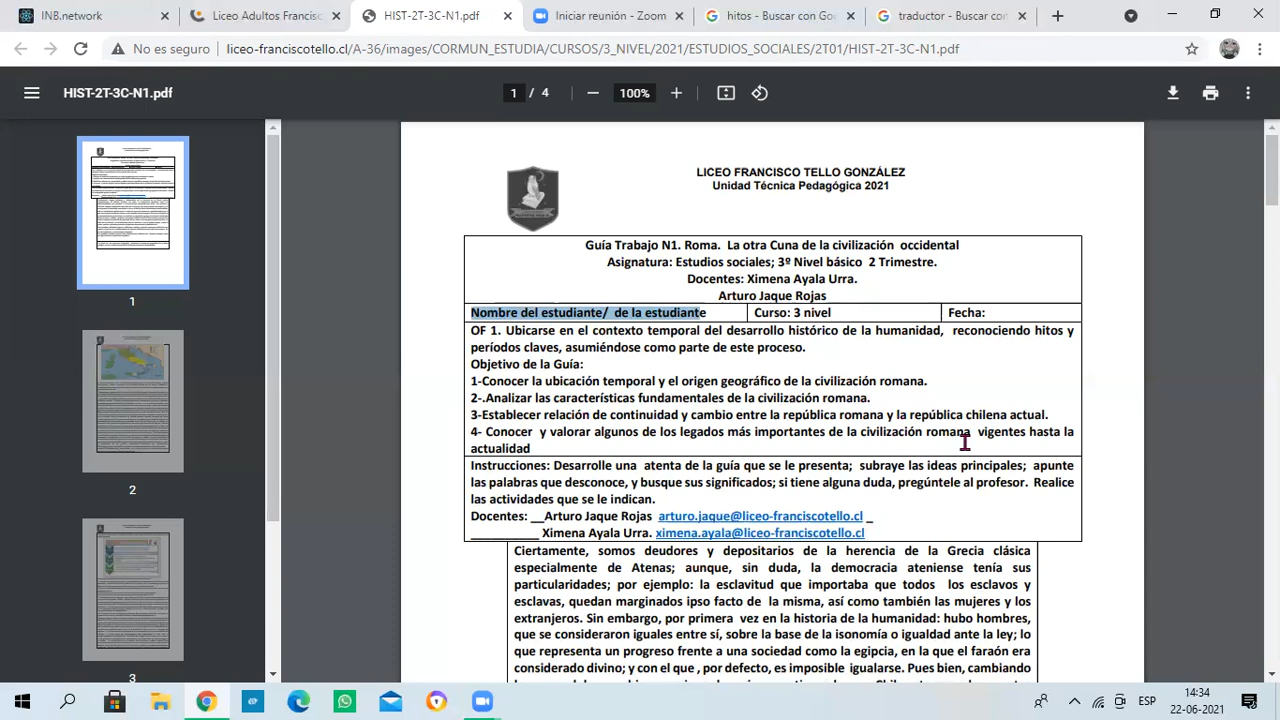 INB.network
Liceo Adultos Francisc
HIST-2T-3C-N1.pdf
Iniciar reunión - Zoom
hitos - Buscar con Goo
traductor - Buscar con
No es seguro
liceo-franciscotello.cl/A-36/images/CORMUN_ESTUDIA/CURSOS/3_NIVEL/2021/ESTUDIOS_SOCIALES/2T01/HIST-2T-3C-N1.pdf
HIST-2T-3C-N1.pdf
1 / 4
100%
1
2
3
LICEO FRANCISCO TELLO GONZÁLEZ
Unidad Técnica Pedagógica 2021
Guía Trabajo N1. Roma. La otra Cuna de la civilización occidental
Asignatura: Estudios sociales; 3º Nivel básico 2 Trimestre.
Docentes: Ximena Ayala Urra.
Arturo Jaque Rojas
Nombre del estudiante/ de la estudiante
Curso: 3 nivel
Fecha:
OF 1. Ubicarse en el contexto temporal del desarrollo histórico de la humanidad, reconociendo hitos y
períodos claves, asumiéndose como parte de este proceso.
Objetivo de la Guía:
1-Conocer la ubicación temporal y el origen geográfico de la civilización romana.
2-.Analizar las características fundamentales de la civilización romana.
3-Establecer relación de continuidad y cambio entre la república romana y la república chilena actual.
4- Conocer y valorar algunos de los legados más importantes de la civilización romana vigentes hasta la
actualidad
Instrucciones: Desarrolle una atenta de la guía que se le presenta; subraye las ideas principales; apunte
las palabras que desconoce, y busque sus significados; si tiene alguna duda, pregúntele al profesor. Realice
las actividades que se le indican.
Docentes: __Arturo Jaque Rojas arturo.jaque@liceo-franciscotello.cl _
__________ Ximena Ayala Urra. ximena.ayala@liceo-franciscotello.cl
Ciertamente, somos deudores y depositarios de la herencia de la Grecia clásica
especialmente de Atenas; aunque, sin duda, la democracia ateniense tenía sus
particularidades; por ejemplo: la esclavitud que importaba que todos los esclavos y
esclavas, quedan marginados ipso facto de la misma, así como también las mujeres y los
extranjeros. Sin embargo, por primera vez en la historia de la humanidad: hubo hombres,
que se consideraron iguales entre sí, sobre la base de la isonomía o igualdad ante la ley; lo
que representa un progreso frente a una sociedad como la egipcia, en la que el faraón era
considerado divino; y con el que , por defecto, es imposible igualarse. Pues bien, cambiando
ESP
14:34
22-06-2021